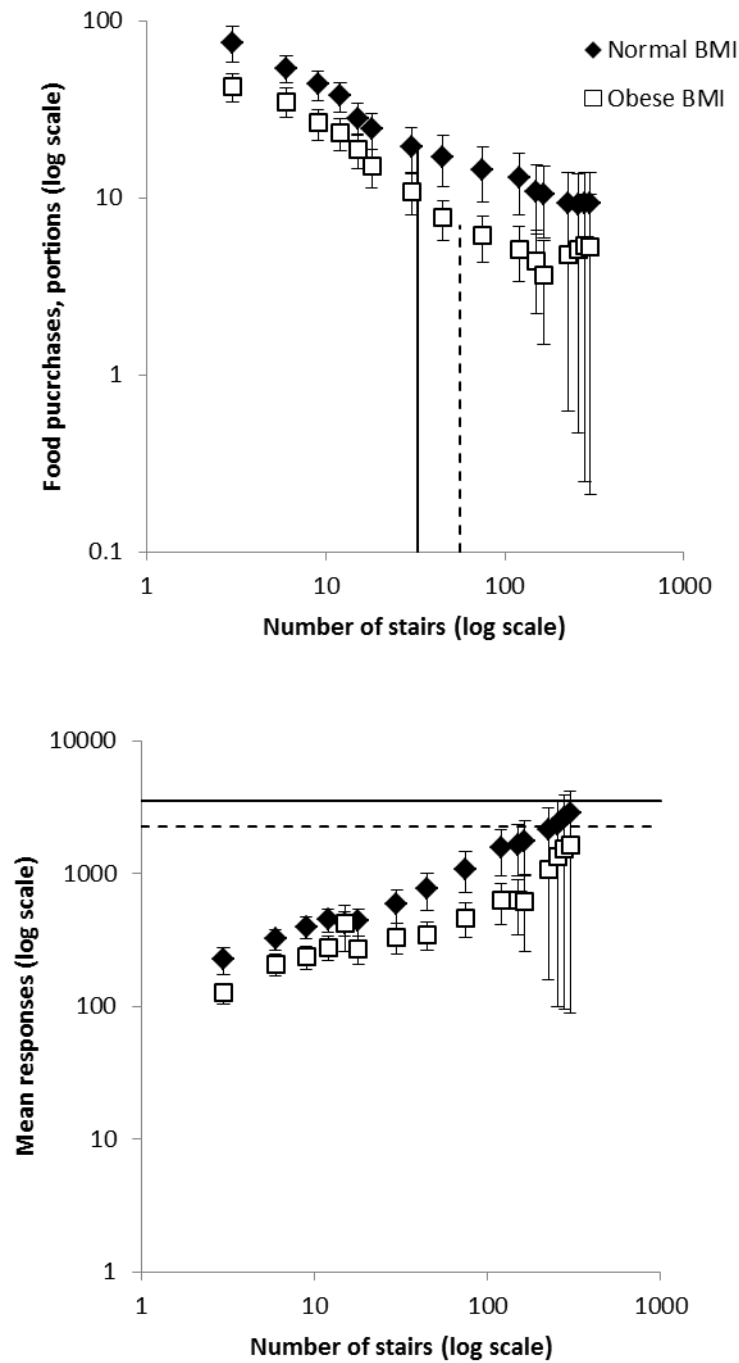 100
Normal BMI
Obese BMI
10
1
0.1
1 10 100 1000
Food pucrchases, portions (log scale)
Number of stairs (log scale)
10000
1000
100
10
1
1 10 100 1000
Mean responses (log scale)
Number of stairs (log scale)